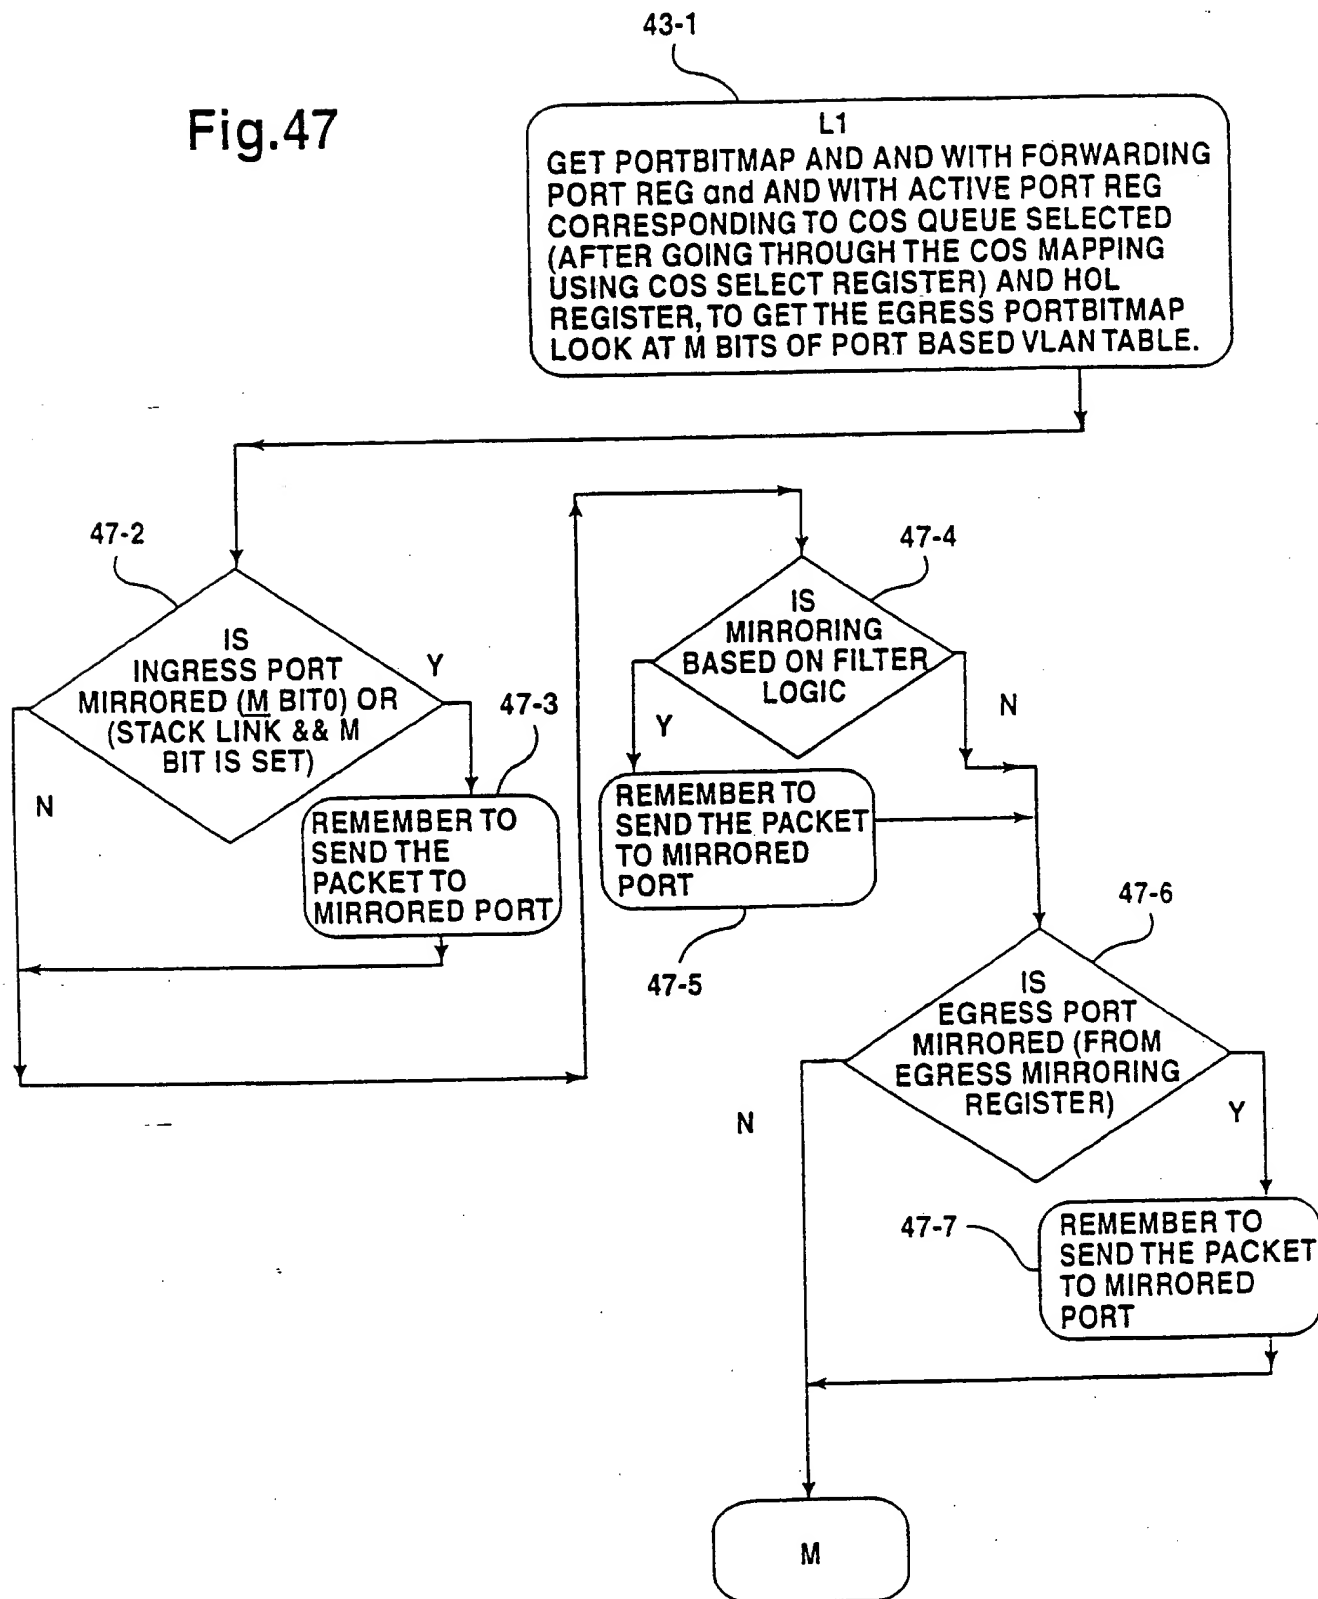 43-1
Fig.47
L1
GET PORTBITMAP AND AND WITH FORWARDING
PORT REG and AND WITH ACTIVE PORT REG
CORRESPONDING TO COS QUEUE SELECTED
(AFTER GOING THROUGH THE COS MAPPING
USING COS SELECT REGISTER) AND HOL
REGISTER, TO GET THE EGRESS PORTBITMAP
LOOK AT M BITS OF PORT BASED VLAN TABLE.
47-2
IS
INGRESS PORT
MIRRORED (M BIT0) OR
(STACK LINK && M
BIT IS SET)
Y
N
47-3
REMEMBER TO
SEND THE
PACKET TO
MIRRORED PORT
47-4
IS
MIRRORING
BASED ON FILTER
LOGIC
Y
N
REMEMBER TO
SEND THE PACKET
TO MIRRORED
PORT
47-5
47-6
IS
EGRESS PORT
MIRRORED (FROM
EGRESS MIRRORING
REGISTER)
N
Y
47-7
REMEMBER TO
SEND THE PACKET
TO MIRRORED
PORT
M